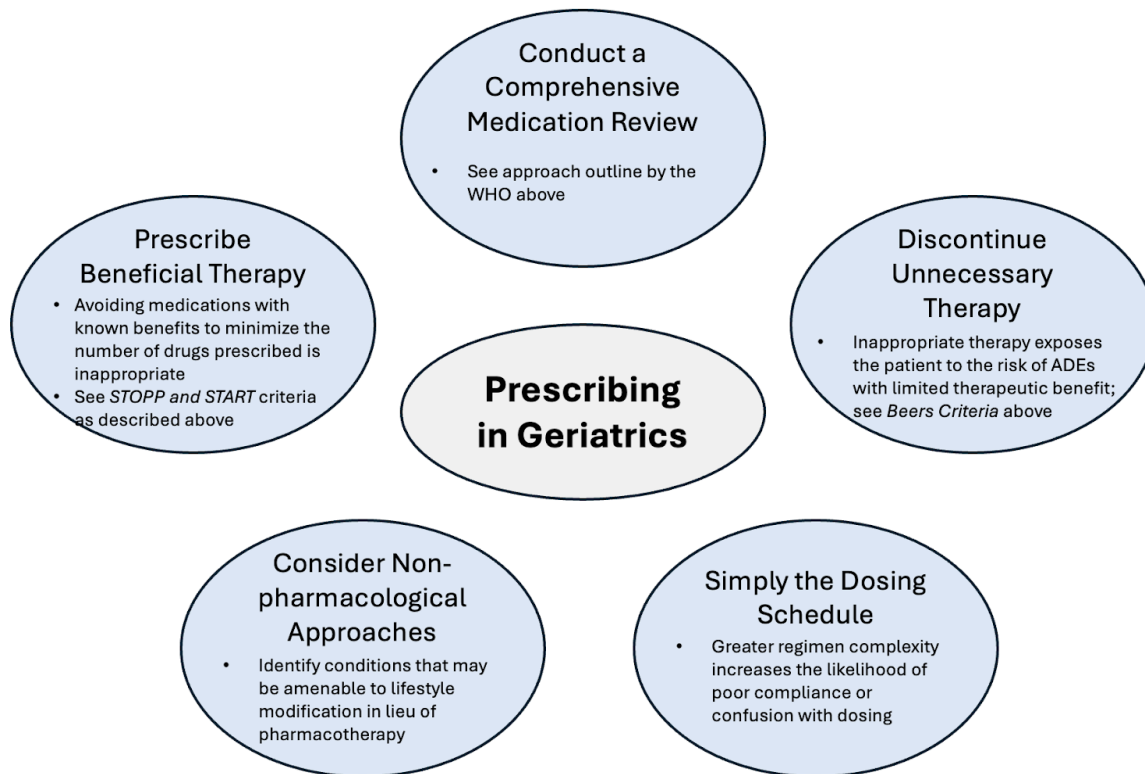 Conduct a
Comprehensive
Medication Review
• See approach outline by the
WHO above
Prescribe
Beneficial Therapy
• Avoiding medications with
known benefits to minimize the
number of drugs prescribed is
inappropriate
• See STOPP and START criteria
as described above
Discontinue
Unnecessary
Therapy
• Inappropriate therapy exposes
the patient to the risk of ADEs
with limited therapeutic benefit;
see Beers Criteria above
Prescribing
in Geriatrics
Consider Non-
pharmacological
Approaches
• Identify conditions that may
be amenable to lifestyle
modification in lieu of
pharmacotherapy
Simply the Dosing
Schedule
• Greater regimen complexity
increases the likelihood of
poor compliance or
confusion with dosing